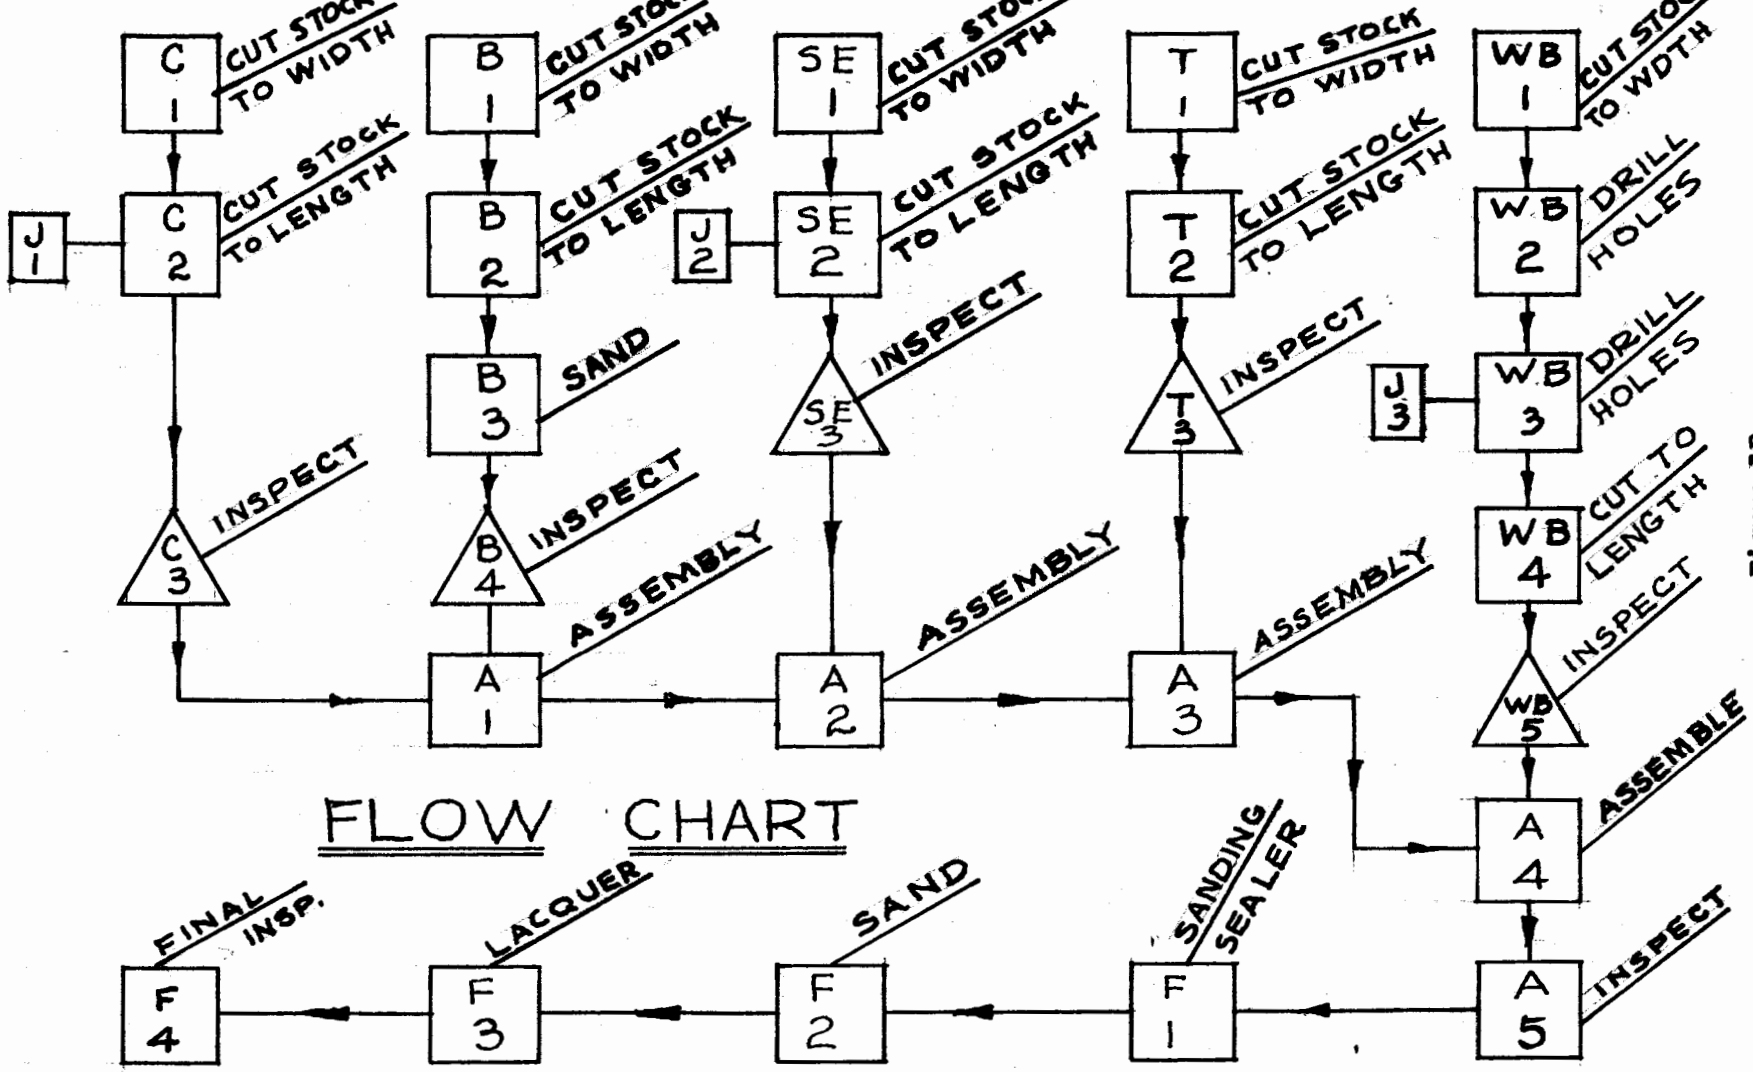 C
1
CUT STOCK
TO WIDTH
B
1
CUT STOCK
TO WIDTH
SE
1
CUT STOCK
TO WIDTH
T
1
CUT STOCK
TO WIDTH
WB
1
CUT STOCK
TO WDTH
J
1
C
2
CUT STOCK
TO LENGTH
B
2
CUT STOCK
TO LENGTH
J
2
SE
2
CUT STOCK
TO LENGTH
T
2
CUT STOCK
TO LENGTH
WB
2
DRILL
HOLES
B
3
SAND
SE
3
INSPECT
T
3
INSPECT
J
3
WB
3
DRILL
HOLES
C
3
INSPECT
B
4
INSPECT
WB
4
CUT TO
LENGTH
A
1
ASSEMBLY
A
2
ASSEMBLY
A
3
ASSEMBLY
WB
5
INSPECT
FLOW CHART
A
4
ASSEMBLE
F
4
FINAL
INSP.
F
3
LACQUER
F
2
SAND
F
1
SANDING
SEALER
A
5
INSPECT